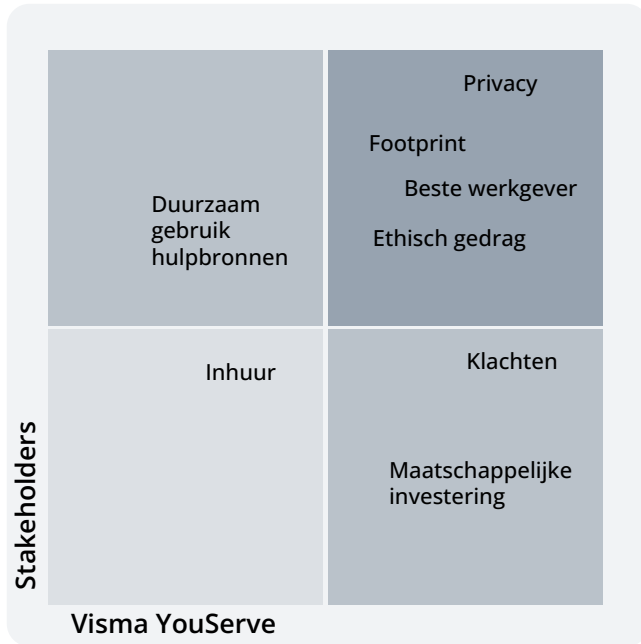 Privacy
Footprint
Beste werkgever
Duurzaam
gebruik
hulpbronnen
Ethisch gedrag
Inhuur
Klachten
Maatschappelijke
investering
Stakeholders
Visma YouServe